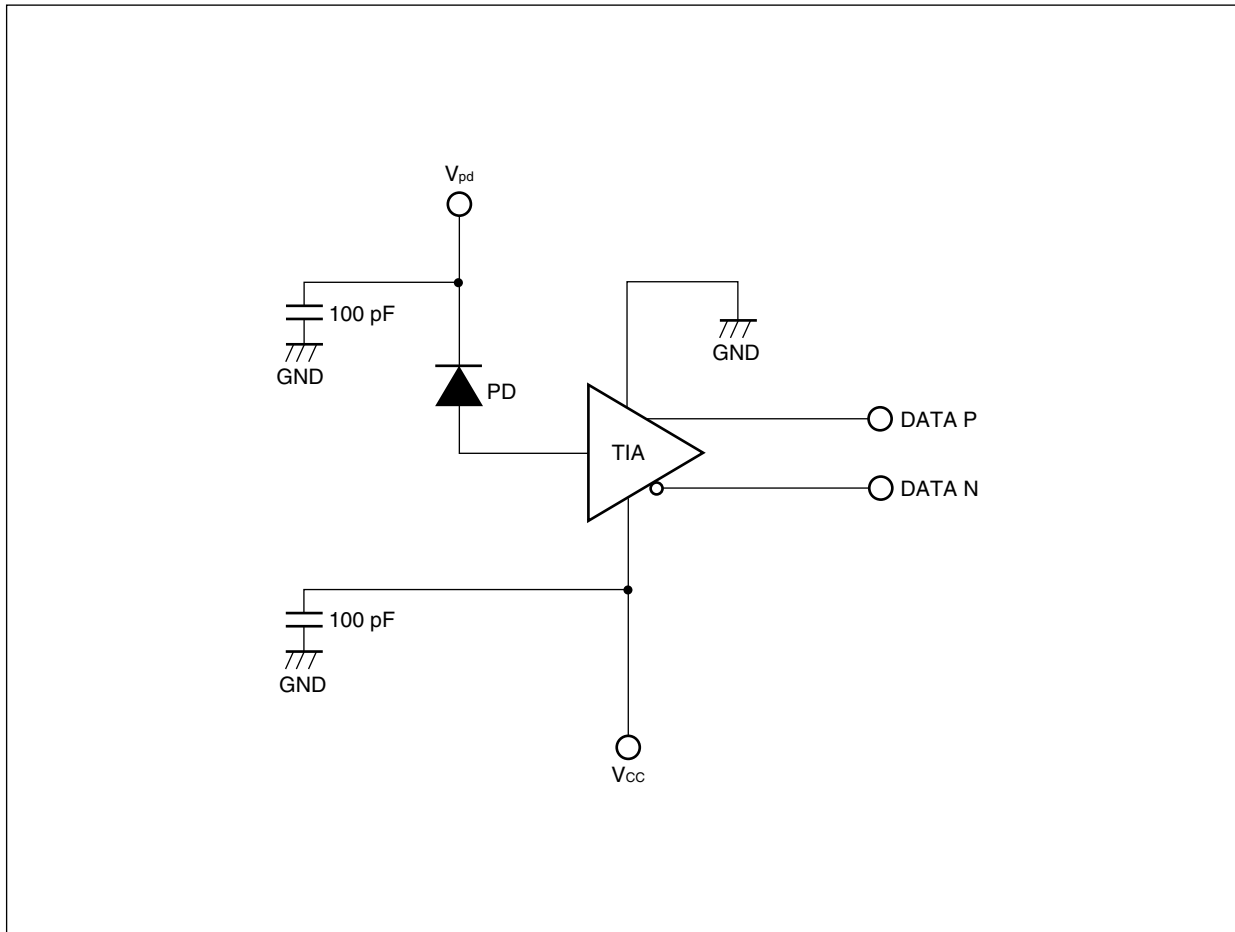 Vpd
100 pF
GND
GND
PD
TIA
DATA P
DATA N
100 pF
GND
VCC